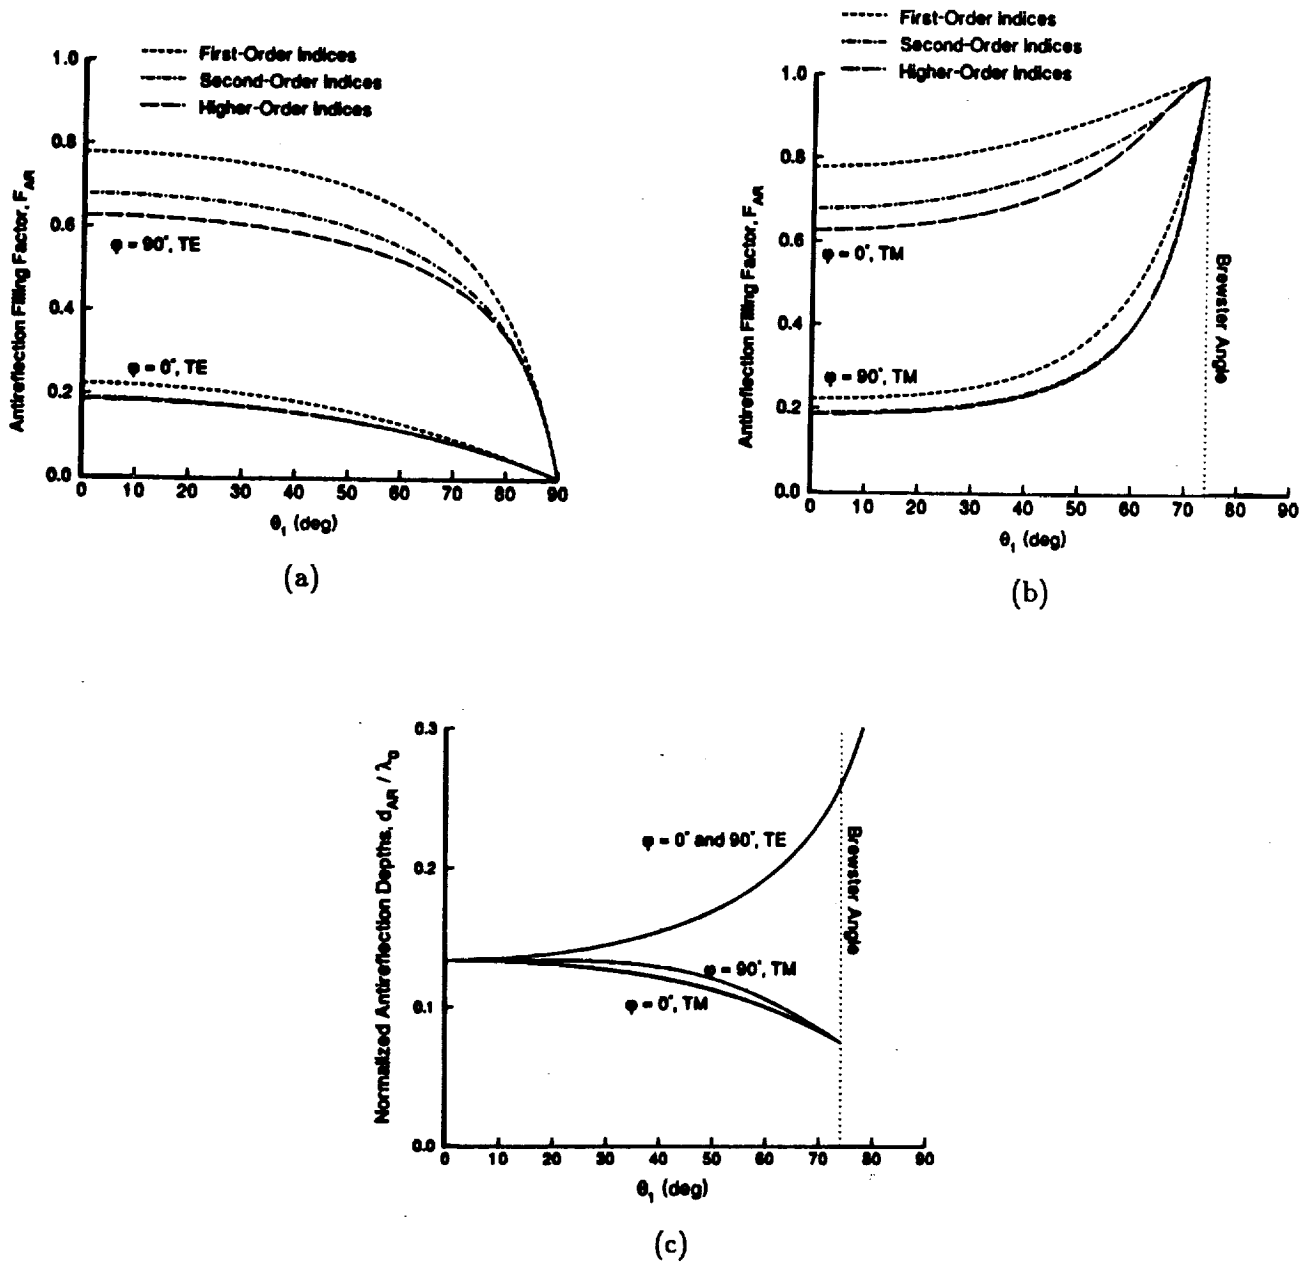 First-Order Indices
Second-Order Indices
Higher-Order Indices
1.0
0.8
0.6
0.4
0.2
0.0
Antireflection Filling Factor, F_AR
φ = 90°, TE
φ = 0°, TE
0 10 20 30 40 50 60 70 80 90
θ₁ (deg)
(a)
First-Order Indices
Second-Order Indices
Higher-Order Indices
1.0
0.8
0.6
0.4
0.2
0.0
Antireflection Filling Factor, F_AR
φ = 0°, TM
φ = 90°, TM
Brewster Angle
0 10 20 30 40 50 60 70 80 90
θ₁ (deg)
(b)
0.3
0.2
0.1
0.0
Normalized Antireflection Depths, d_AR / λ₀
φ = 0° and 90°, TE
φ = 90°, TM
φ = 0°, TM
Brewster Angle
0 10 20 30 40 50 60 70 80 90
θ₁ (deg)
(c)